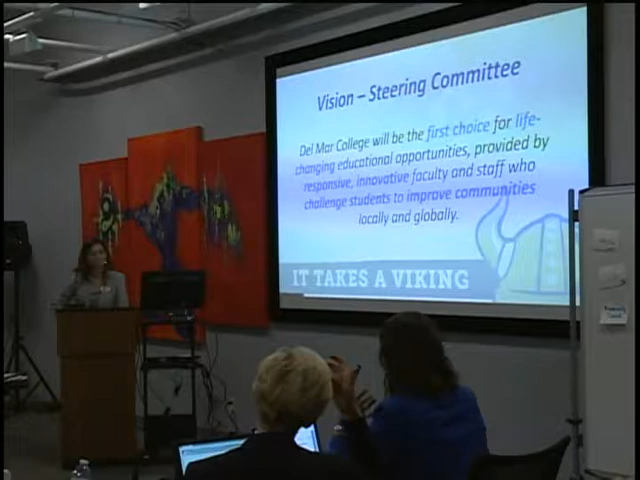 Vision – Steering Committee
Del Mar College will be the first choice for life-
changing educational opportunities, provided by
responsive, innovative faculty and staff who
challenge students to improve communities
locally and globally.
IT TAKES A VIKING